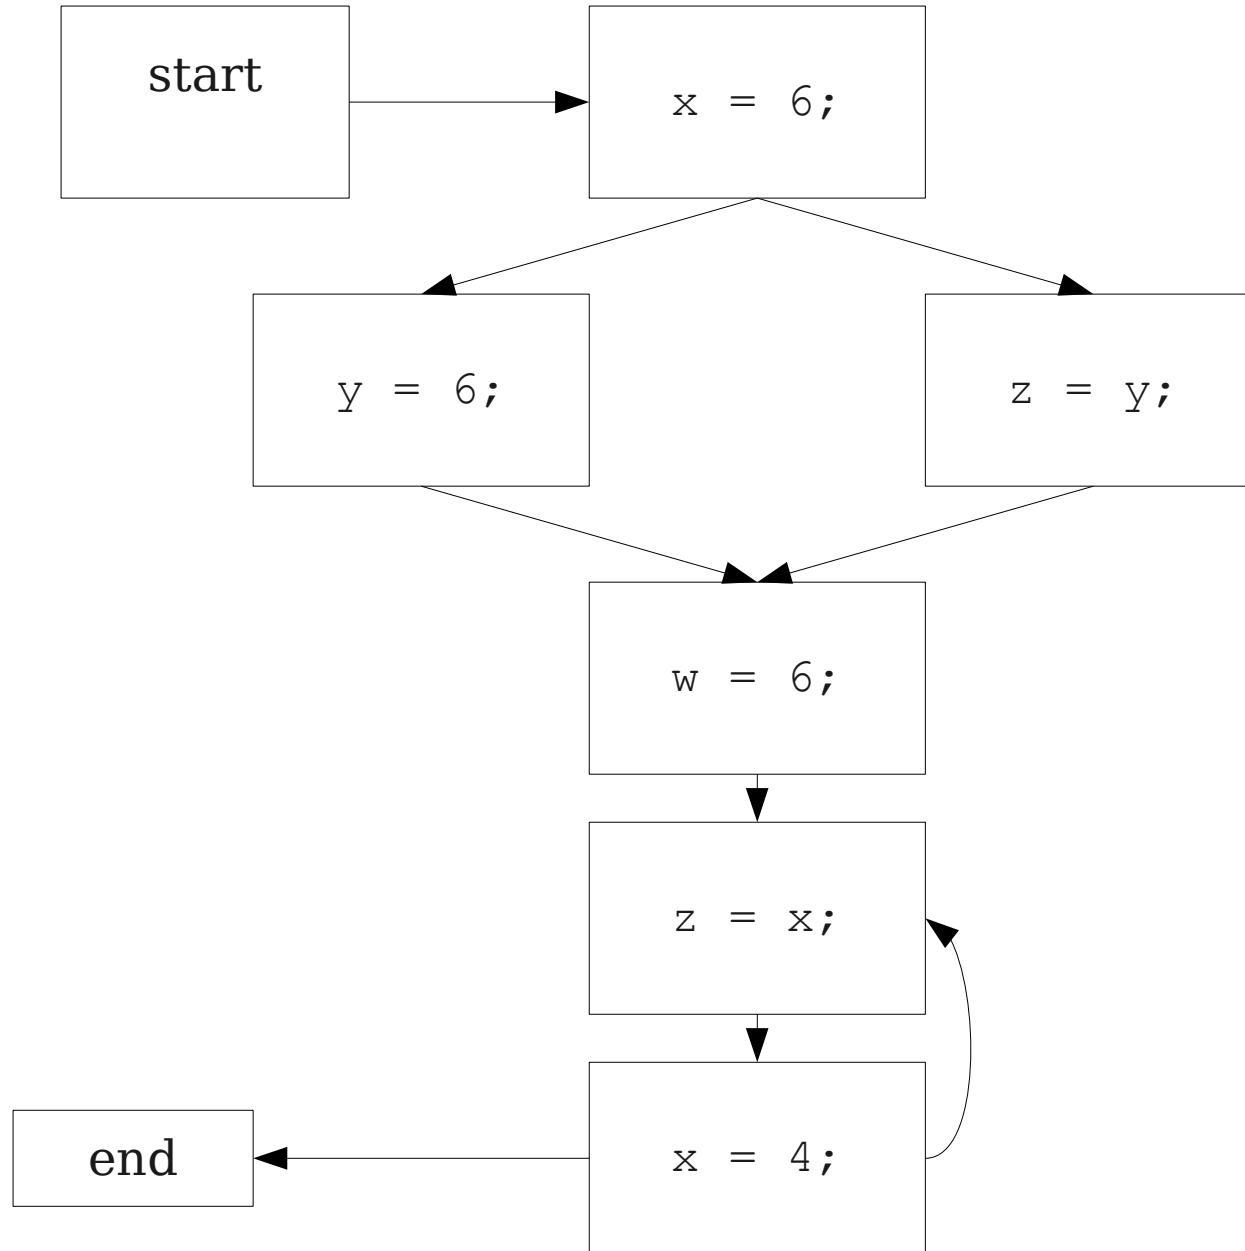 start
x = 6;
y = 6;
z = y;
w = 6;
z = x;
x = 4;
end